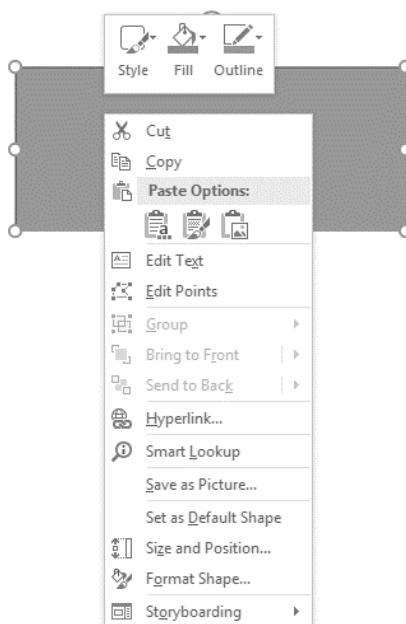 Style Fill Outline
Cut
Copy
Paste Options:
a
Edit Text
Edit Points
Group
Bring to Front
Send to Back
Hyperlink...
Smart Lookup
Save as Picture...
Set as Default Shape
Size and Position...
Format Shape...
Storyboarding